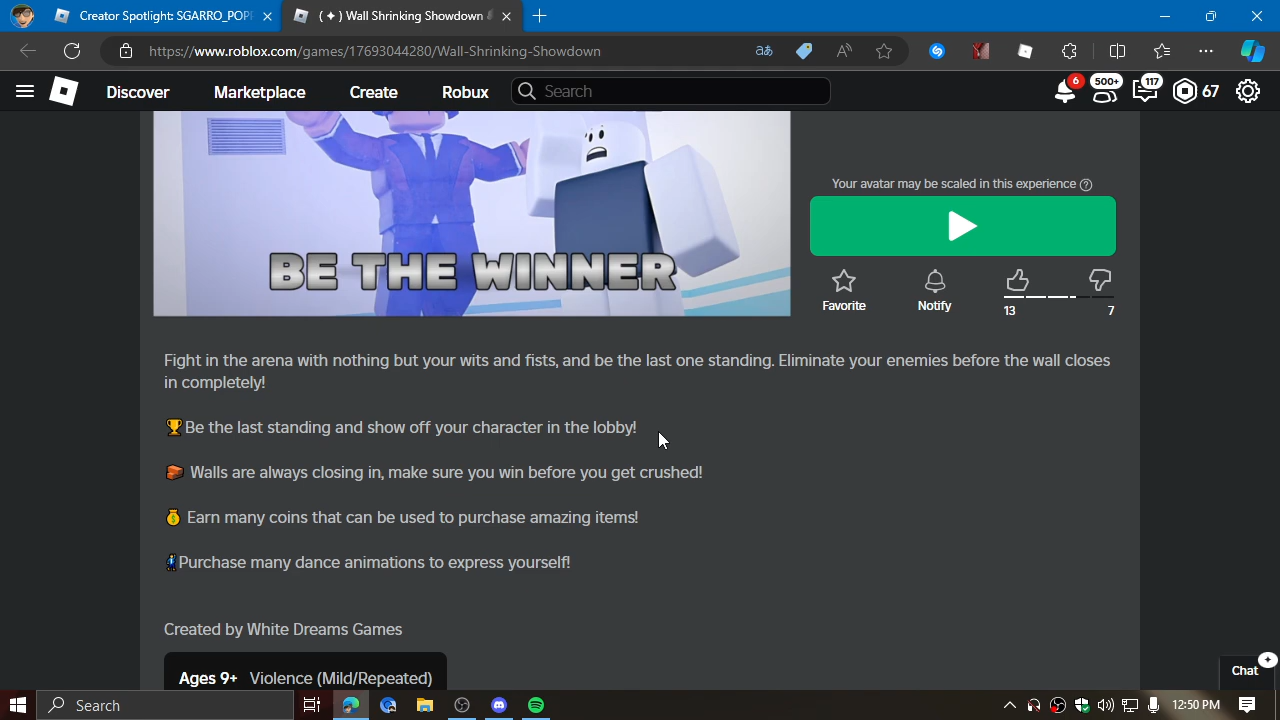 Creator Spotlight: SGARRO_POP
(✦) Wall Shrinking Showdown
https://www.roblox.com/games/17693044280/Wall-Shrinking-Showdown
Discover Marketplace Create Robux Search 6 500+ 117 67
BE THE WINNER
Your avatar may be scaled in this experience
Favorite Notify 13 7
Fight in the arena with nothing but your wits and fists, and be the last one standing. Eliminate your enemies before the wall closes
in completely!
🏆Be the last standing and show off your character in the lobby!
🧱 Walls are always closing in, make sure you win before you get crushed!
💰 Earn many coins that can be used to purchase amazing items!
🕴Purchase many dance animations to express yourself!
Created by White Dreams Games
Ages 9+ Violence (Mild/Repeated)
Chat
Search 12:50 PM